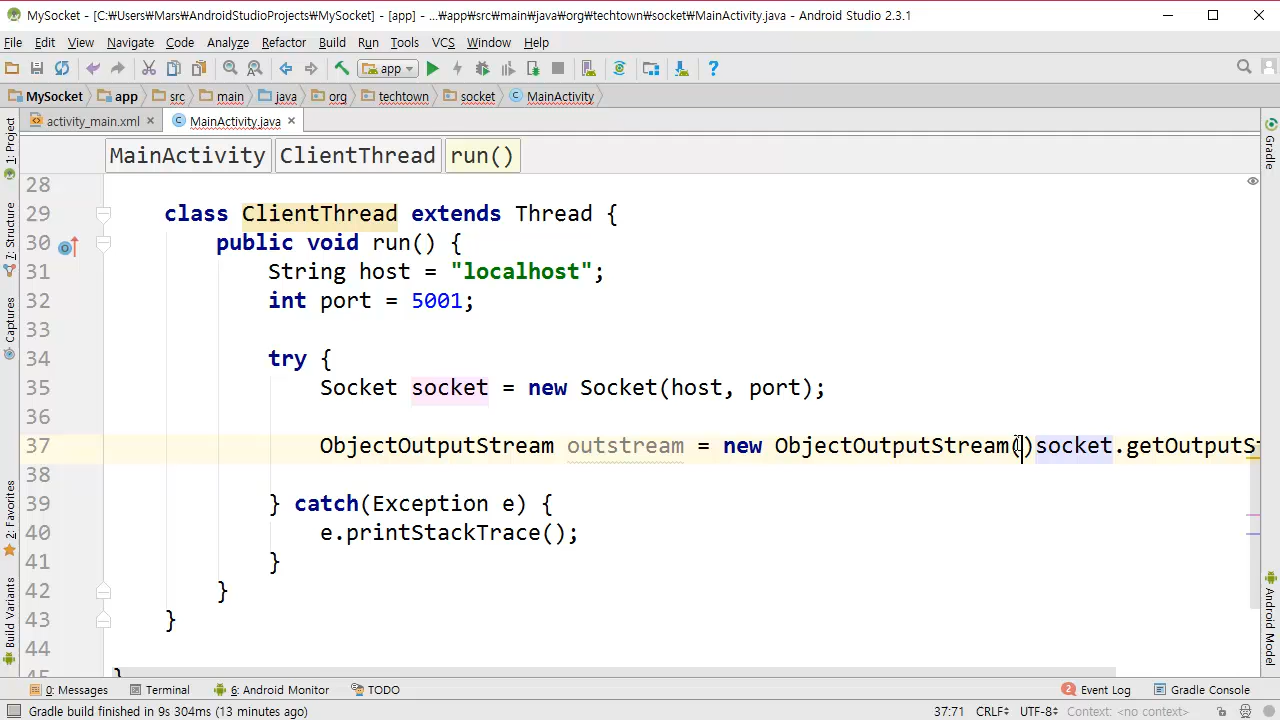 MySocket - [C:₩Users₩Mars₩AndroidStudioProjects₩MySocket] - [app] - ...₩app₩src₩main₩java₩org₩techtown₩socket₩MainActivity.java - Android Studio 2.3.1
File Edit View Navigate Code Analyze Refactor Build Run Tools VCS Window Help
app
MySocket app src main java org techtown socket MainActivity
activity_main.xml MainActivity.java
MainActivity ClientThread run()
28
29 class ClientThread extends Thread {
30 public void run() {
31 String host = "localhost";
32 int port = 5001;
33
34 try {
35 Socket socket = new Socket(host, port);
36
37 ObjectOutputStream outstream = new ObjectOutputStream()socket.getOutputSt
38
39 } catch(Exception e) {
40 e.printStackTrace();
41 }
42 }
43 }
44
45 }
1: Project
7: Structure
Captures
2: Favorites
Build Variants
Gradle
Android Model
0: Messages Terminal 6: Android Monitor TODO 2 Event Log Gradle Console
Gradle build finished in 9s 304ms (13 minutes ago) 37:71 CRLF UTF-8 Context: <no context>